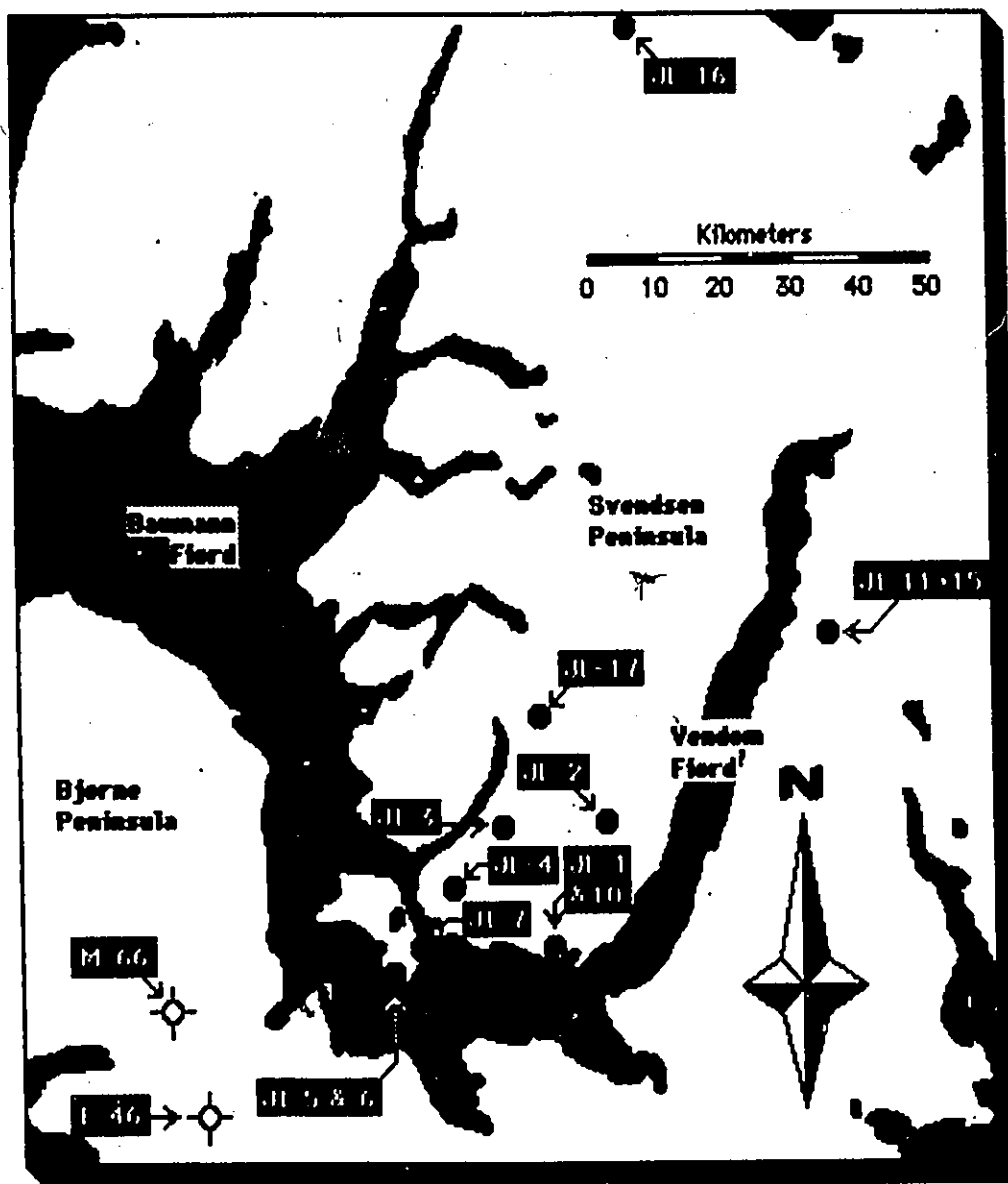 JL-16
Kilometers
0 10 20 30 40 50
Baumann
Fiord
Svendsen
Peninsula
JL 11-15
JL-17
Vendom
Fiord
N
JL-2
Bjorne
Peninsula
JL-3
JL-4
JL-1
&10
JL-7
M-66
JL 5 & 6
46